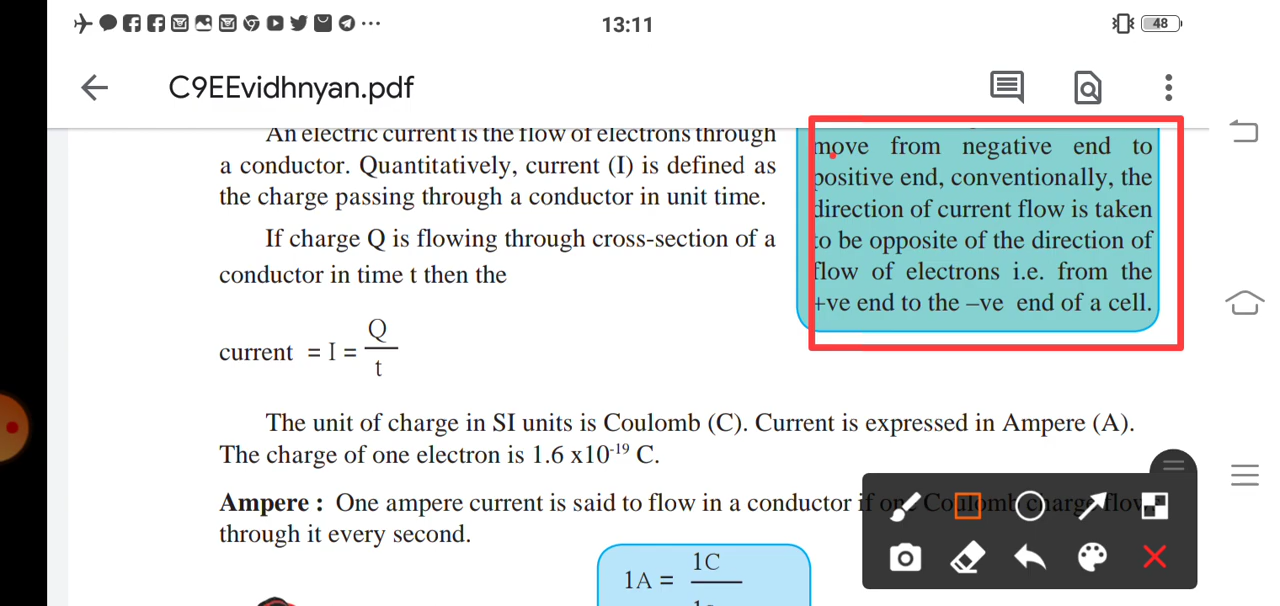 13:11
48
C9EEvidhnyan.pdf
An electric current is the flow of electrons through
a conductor. Quantitatively, current (I) is defined as
the charge passing through a conductor in unit time.
If charge Q is flowing through cross-section of a
conductor in time t then the
current = I = Q
t
move from negative end to
positive end, conventionally, the
direction of current flow is taken
to be opposite of the direction of
flow of electrons i.e. from the
+ve end to the –ve end of a cell.
The unit of charge in SI units is Coulomb (C). Current is expressed in Ampere (A).
The charge of one electron is 1.6 x10⁻¹⁹ C.
Ampere : One ampere current is said to flow in a conductor if one Coulomb charge flows
through it every second.
1A = 1C